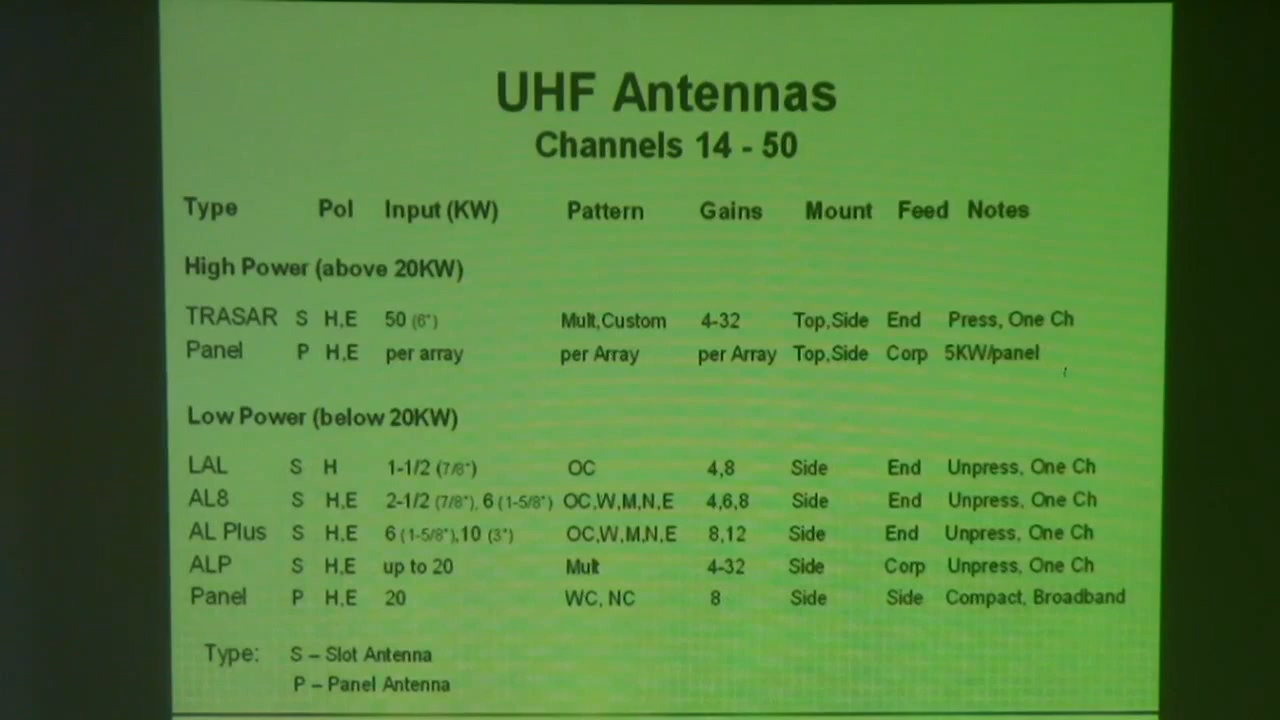 UHF Antennas
Channels 14 - 50
Type Pol Input (KW) Pattern Gains Mount Feed Notes
High Power (above 20KW)
TRASAR S H,E 50 (6") Mult,Custom 4-32 Top,Side End Press, One Ch
Panel P H,E per array per Array per Array Top,Side Corp 5KW/panel
Low Power (below 20KW)
LAL S H 1-1/2 (7/8") OC 4,8 Side End Unpress, One Ch
AL8 S H,E 2-1/2 (7/8"), 6 (1-5/8") OC,W,M,N,E 4,6,8 Side End Unpress, One Ch
AL Plus S H,E 6 (1-5/8"),10 (3") OC,W,M,N,E 8,12 Side End Unpress, One Ch
ALP S H,E up to 20 Mult 4-32 Side Corp Unpress, One Ch
Panel P H,E 20 WC, NC 8 Side Side Compact, Broadband
Type: S – Slot Antenna
P – Panel Antenna